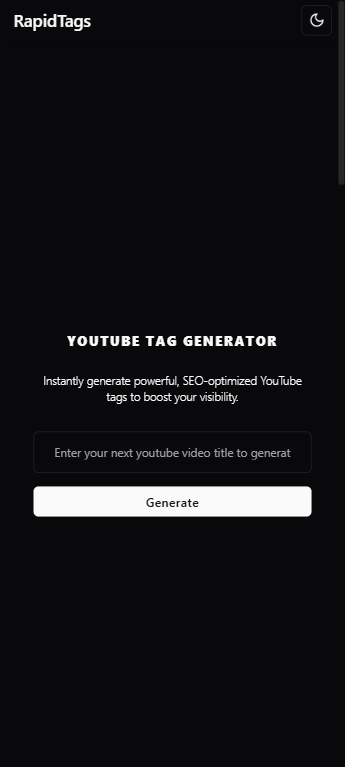 RapidTags
YOUTUBE TAG GENERATOR
Instantly generate powerful, SEO-optimized YouTube
tags to boost your visibility.
Enter your next youtube video title to generat
Generate